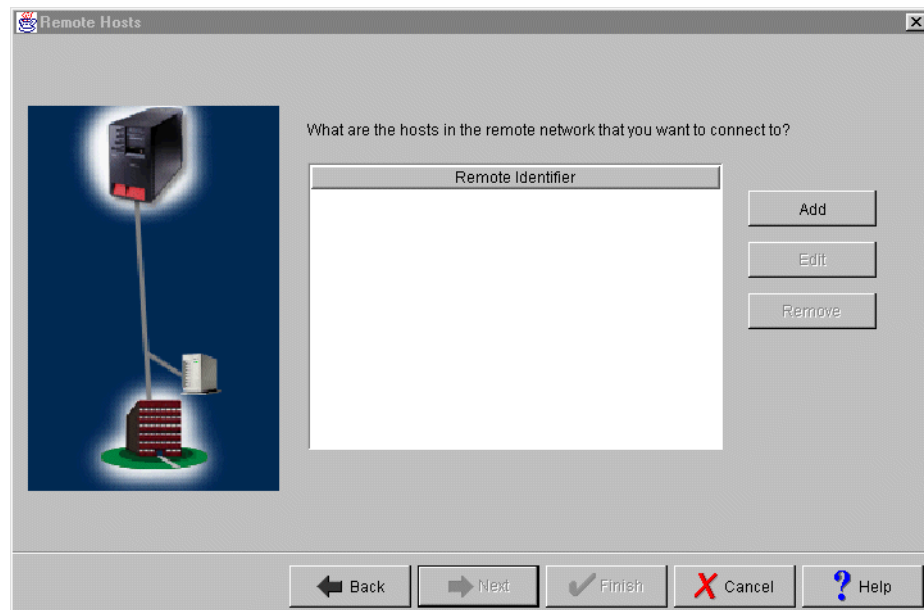 Remote Hosts
What are the hosts in the remote network that you want to connect to?
Remote Identifier
Add
Edit
Remove
Back
Next
Finish
Cancel
? Help